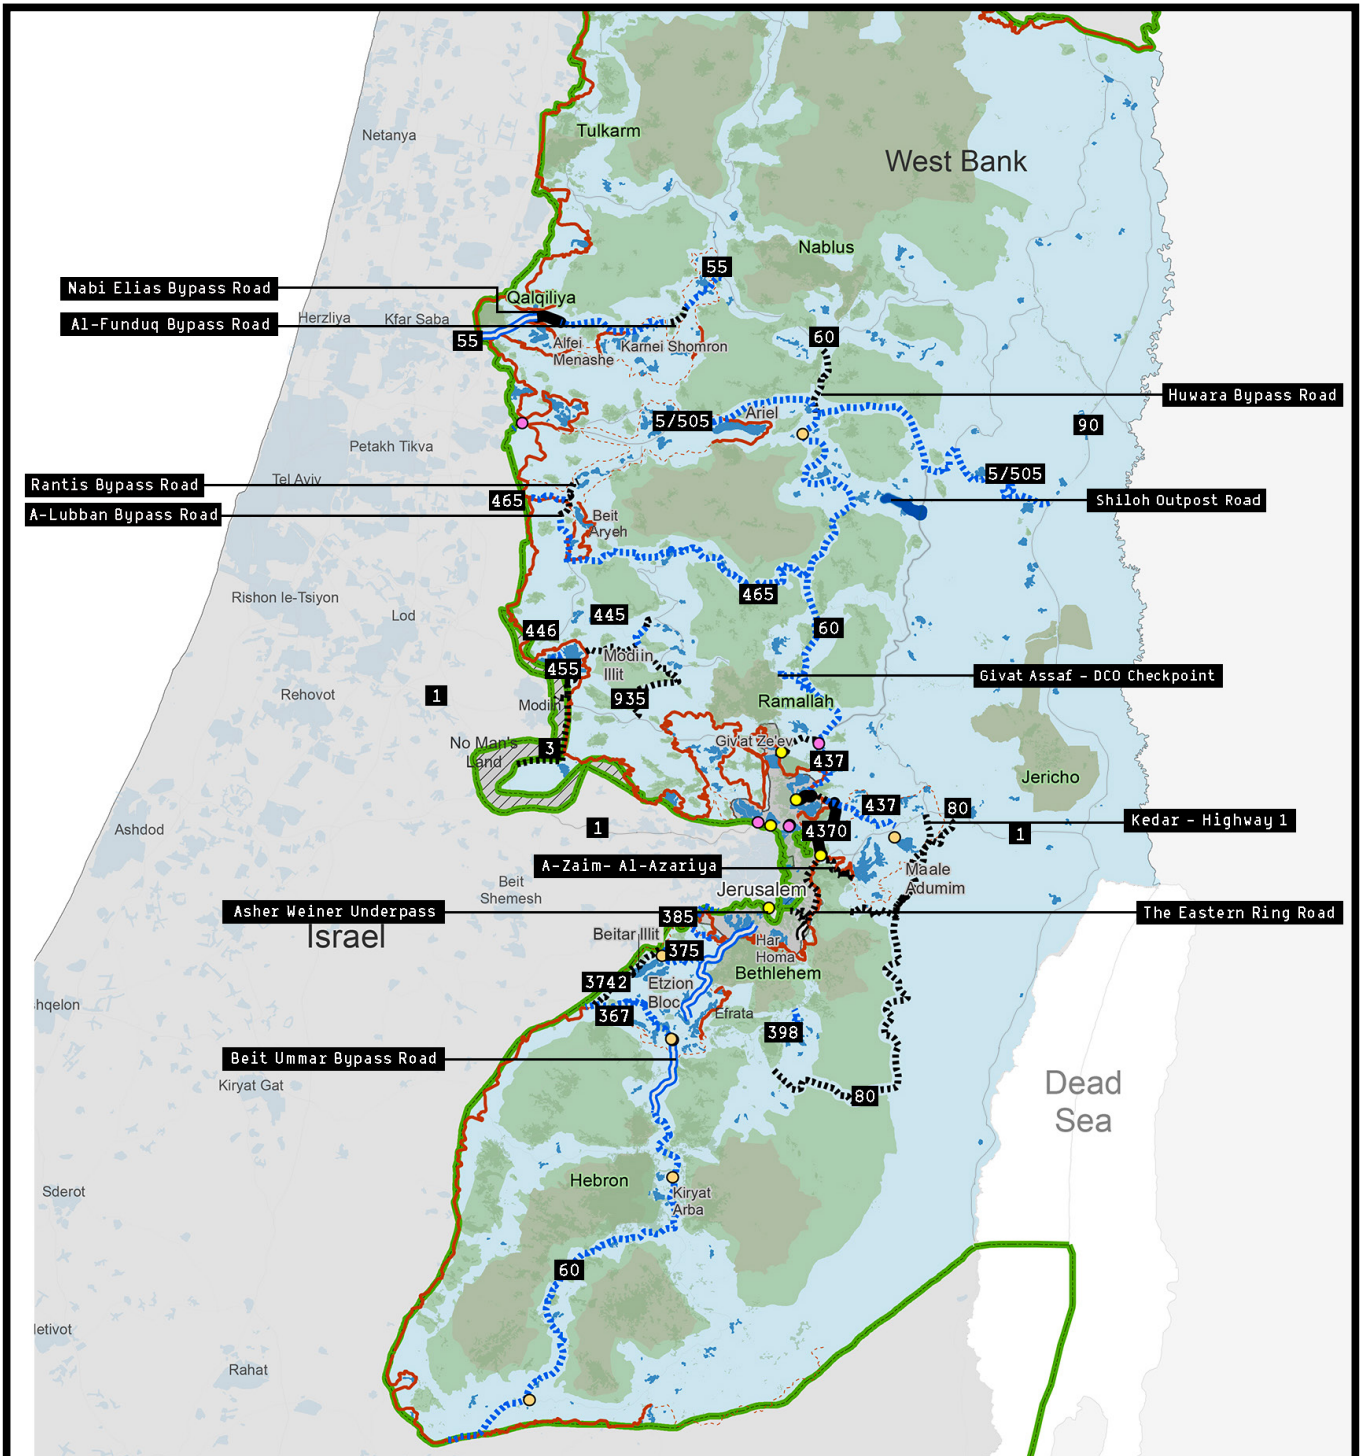 Netanya
Tulkarm
West Bank
Nablus
55
Nabi Elias Bypass Road
Qalqiliya
Al-Funduq Bypass Road
Herzliya
Kfar Saba
55
Alfei
Menashe
Karnei Shomron
60
Huwara Bypass Road
5/505
Ariel
90
Petakh Tikva
5/505
Tel Aviv
Rantis Bypass Road
465
Shiloh Outpost Road
A-Lubban Bypass Road
Beit
Aryeh
465
Rishon le-Tsiyon
Lod
445
446
60
Modiin
Illit
455
Givat Assaf - DCO Checkpoint
Rehovot
1
935
Modiin
Ramallah
No Man's
Land
3
Giv'at Ze'ev
437
Jericho
437
80
Ashdod
1
4370
Kedar - Highway 1
1
A-Zaim- Al-Azariya
Maale
Adumim
Beit
Shemesh
Jerusalem
Asher Weiner Underpass
385
The Eastern Ring Road
Israel
Beitar Illit
375
Har
Homa
Bethlehem
3742
Etzion
Bloc
hqelon
367
Efrata
398
Beit Ummar Bypass Road
Kiryat Gat
80
Dead
Sea
Hebron
Sderot
Kiryat
Arba
60
letivot
Rahat